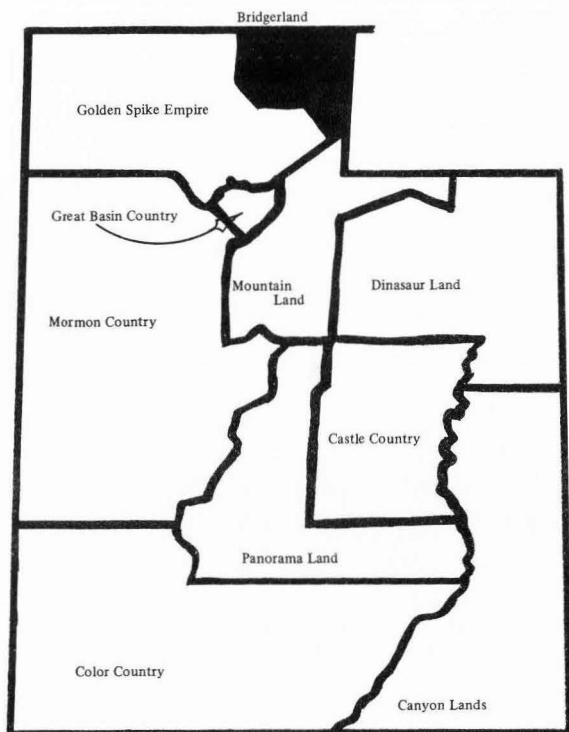 Bridgerland
Golden Spike Empire
Great Basin Country
Mountain
Land
Dinasaur Land
Mormon Country
Castle Country
Panorama Land
Color Country
Canyon Lands